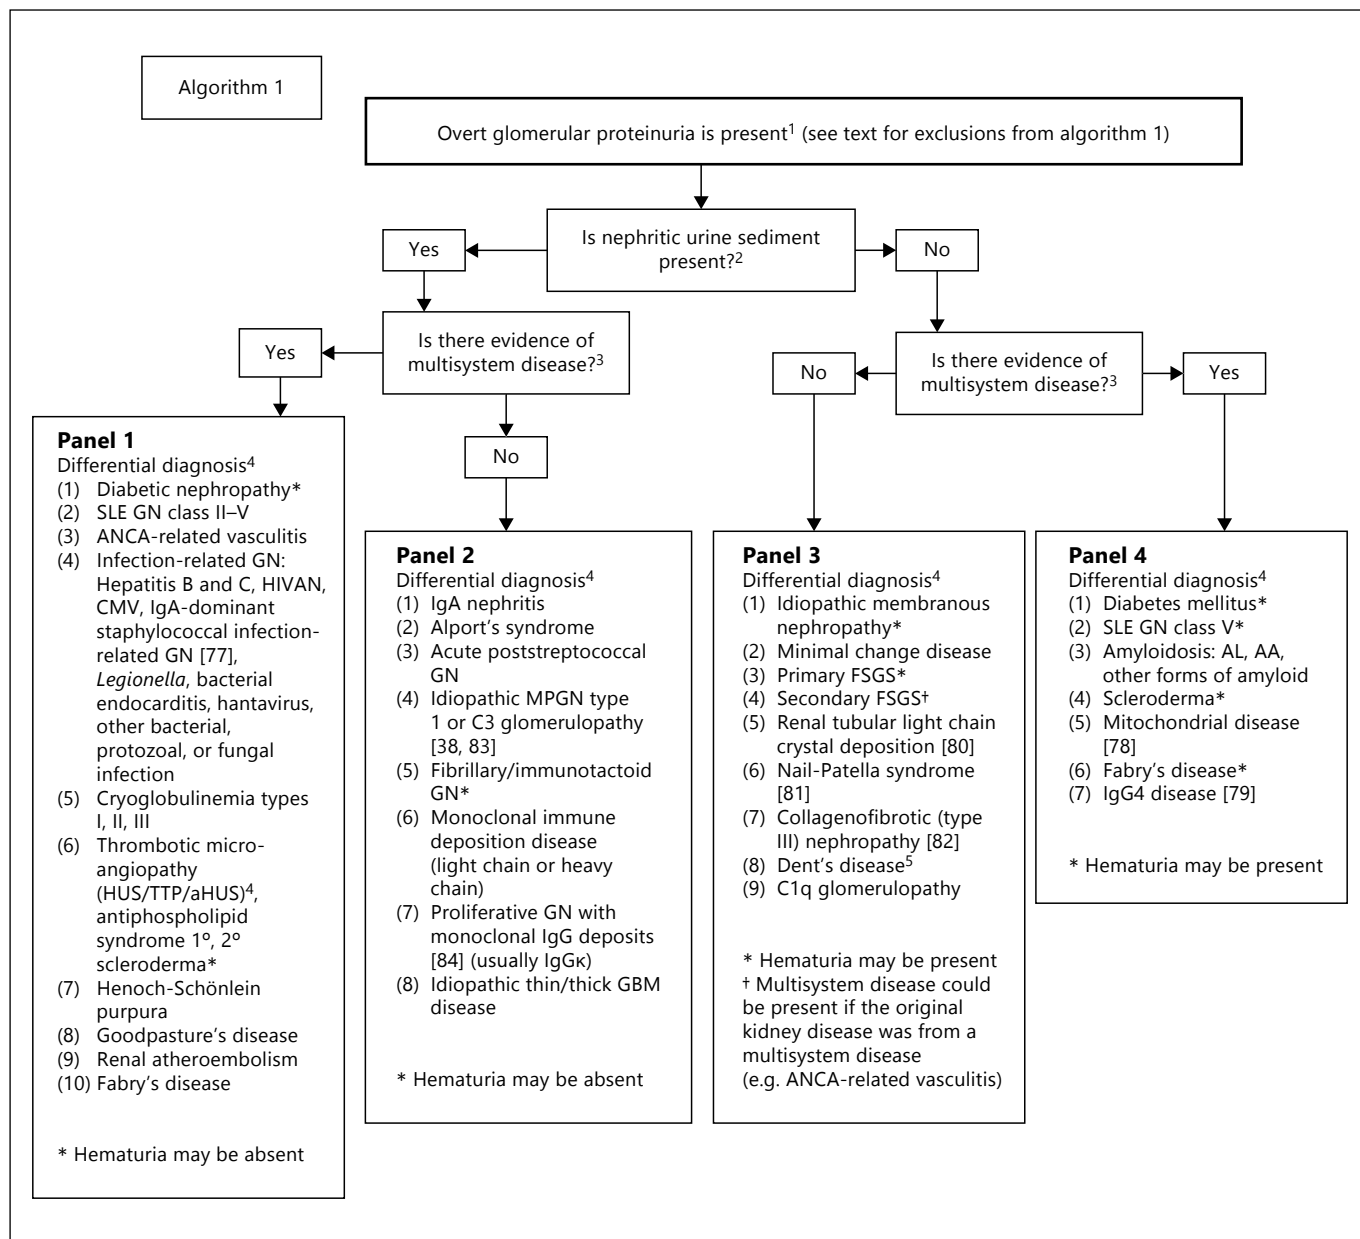 Algorithm 1
Overt glomerular proteinuria is present¹ (see text for exclusions from algorithm 1)
Is nephritic urine sediment
present?²
Yes
No
Is there evidence of
multisystem disease?³
Yes
No
Is there evidence of
multisystem disease?³
No
Yes
Panel 1
Differential diagnosis⁴
(1) Diabetic nephropathy*
(2) SLE GN class II–V
(3) ANCA-related vasculitis
(4) Infection-related GN:
Hepatitis B and C, HIVAN,
CMV, IgA-dominant
staphylococcal infection-
related GN [77],
Legionella, bacterial
endocarditis, hantavirus,
other bacterial,
protozoal, or fungal
infection
(5) Cryoglobulinemia types
I, II, III
(6) Thrombotic micro-
angiopathy
(HUS/TTP/aHUS)⁴,
antiphospholipid
syndrome 1º, 2º
scleroderma*
(7) Henoch-Schönlein
purpura
(8) Goodpasture's disease
(9) Renal atheroembolism
(10) Fabry's disease
* Hematuria may be absent
Panel 2
Differential diagnosis⁴
(1) IgA nephritis
(2) Alport's syndrome
(3) Acute poststreptococcal
GN
(4) Idiopathic MPGN type
1 or C3 glomerulopathy
[38, 83]
(5) Fibrillary/immunotactoid
GN*
(6) Monoclonal immune
deposition disease
(light chain or heavy
chain)
(7) Proliferative GN with
monoclonal IgG deposits
[84] (usually IgGκ)
(8) Idiopathic thin/thick GBM
disease
* Hematuria may be absent
Panel 3
Differential diagnosis⁴
(1) Idiopathic membranous
nephropathy*
(2) Minimal change disease
(3) Primary FSGS*
(4) Secondary FSGS†
(5) Renal tubular light chain
crystal deposition [80]
(6) Nail-Patella syndrome
[81]
(7) Collagenofibrotic (type
III) nephropathy [82]
(8) Dent's disease⁵
(9) C1q glomerulopathy
* Hematuria may be present
† Multisystem disease could
be present if the original
kidney disease was from a
multisystem disease
(e.g. ANCA-related vasculitis)
Panel 4
Differential diagnosis⁴
(1) Diabetes mellitus*
(2) SLE GN class V*
(3) Amyloidosis: AL, AA,
other forms of amyloid
(4) Scleroderma*
(5) Mitochondrial disease
[78]
(6) Fabry's disease*
(7) IgG4 disease [79]
* Hematuria may be present